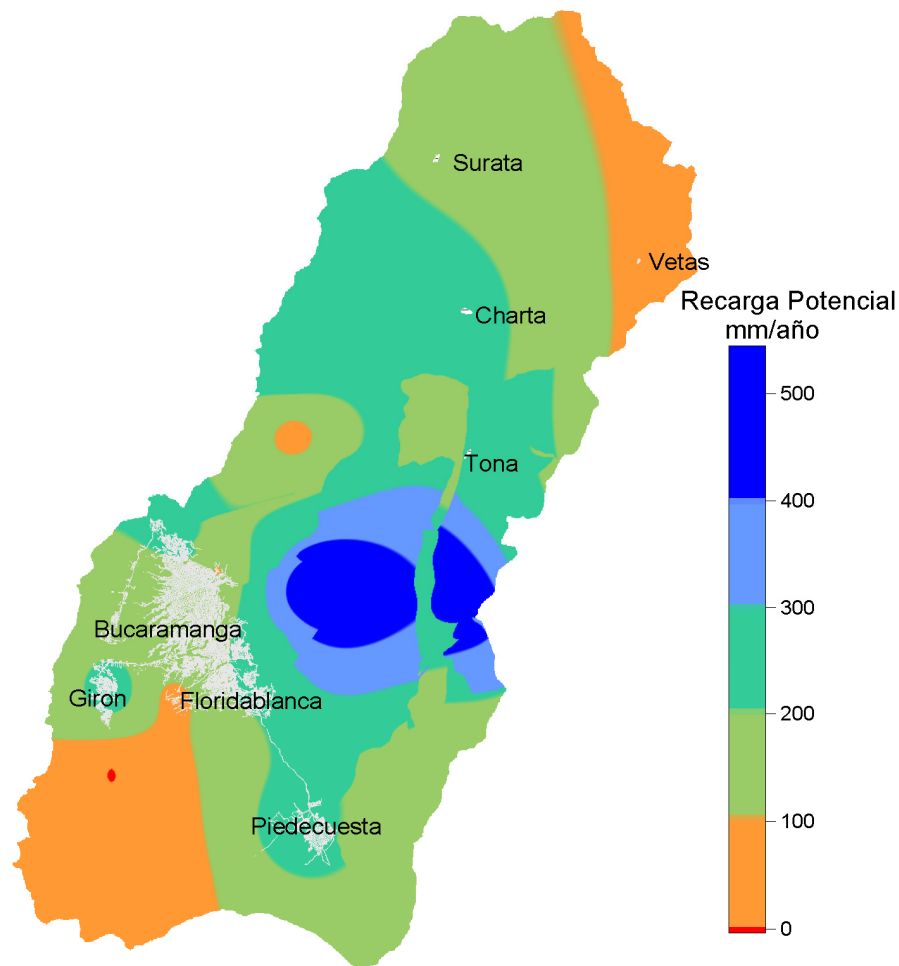 Surata
Vetas
Recarga Potencial
mm/año
Charta
500
Tona
400
300
Bucaramanga
Giron
Floridablanca
200
Piedecuesta
100
0